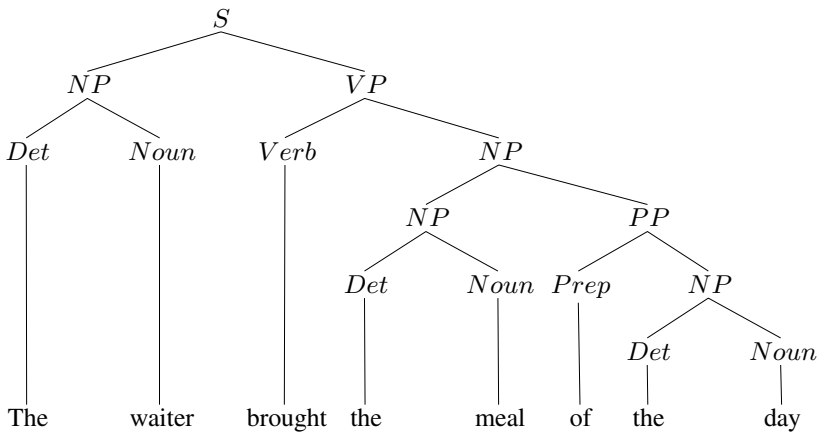 S
NP VP
Det Noun Verb NP
NP PP
Det Noun Prep NP
Det Noun
The waiter brought the meal of the day